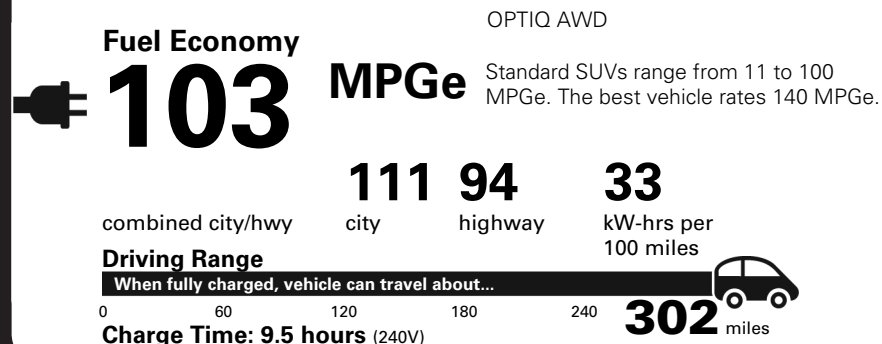 OPTIQ AWD
Fuel Economy
103 MPGe
Standard SUVs range from 11 to 100
MPGe. The best vehicle rates 140 MPGe.
111 94 33
combined city/hwy city highway kW-hrs per
100 miles
Driving Range
When fully charged, vehicle can travel about...
0 60 120 180 240 302 miles
Charge Time: 9.5 hours (240V)